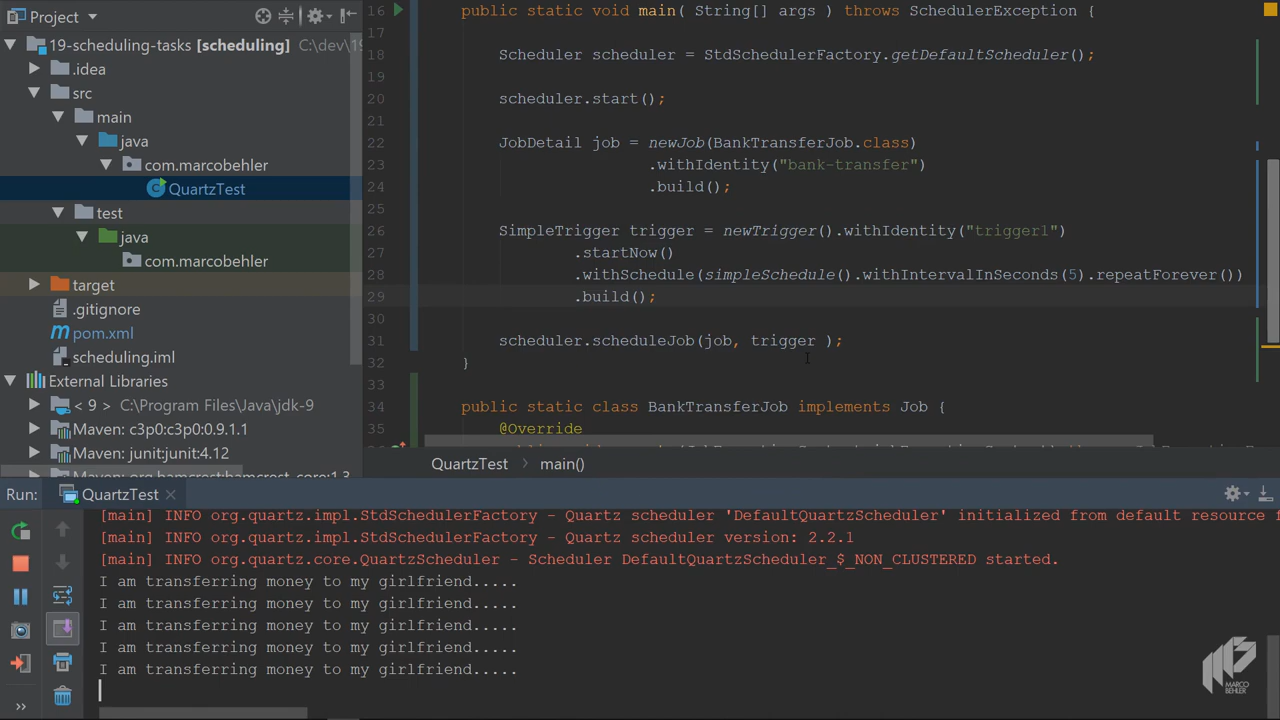 Project
19-scheduling-tasks [scheduling] C:\dev\19
.idea
src
main
java
com.marcobehler
QuartzTest
test
java
com.marcobehler
target
.gitignore
pom.xml
scheduling.iml
External Libraries
< 9 > C:\Program Files\Java\jdk-9
Maven: c3p0:c3p0:0.9.1.1
Maven: junit:junit:4.12
Maven: org.hamcrest:hamcrest-core:1.3
16 public static void main( String[] args ) throws SchedulerException {
17
18 Scheduler scheduler = StdSchedulerFactory.getDefaultScheduler();
19
20 scheduler.start();
21
22 JobDetail job = newJob(BankTransferJob.class)
23 .withIdentity("bank-transfer")
24 .build();
25
26 SimpleTrigger trigger = newTrigger().withIdentity("trigger1")
27 .startNow()
28 .withSchedule(simpleSchedule().withIntervalInSeconds(5).repeatForever())
29 .build();
30
31 scheduler.scheduleJob(job, trigger );
32 }
33
34 public static class BankTransferJob implements Job {
35 @Override
QuartzTest main()
Run: QuartzTest
[main] INFO org.quartz.impl.StdSchedulerFactory - Quartz scheduler 'DefaultQuartzScheduler' initialized from default resource f
[main] INFO org.quartz.impl.StdSchedulerFactory - Quartz scheduler version: 2.2.1
[main] INFO org.quartz.core.QuartzScheduler - Scheduler DefaultQuartzScheduler_$_NON_CLUSTERED started.
I am transferring money to my girlfriend.....
I am transferring money to my girlfriend.....
I am transferring money to my girlfriend.....
I am transferring money to my girlfriend.....
I am transferring money to my girlfriend.....
MARCO
BEHLER